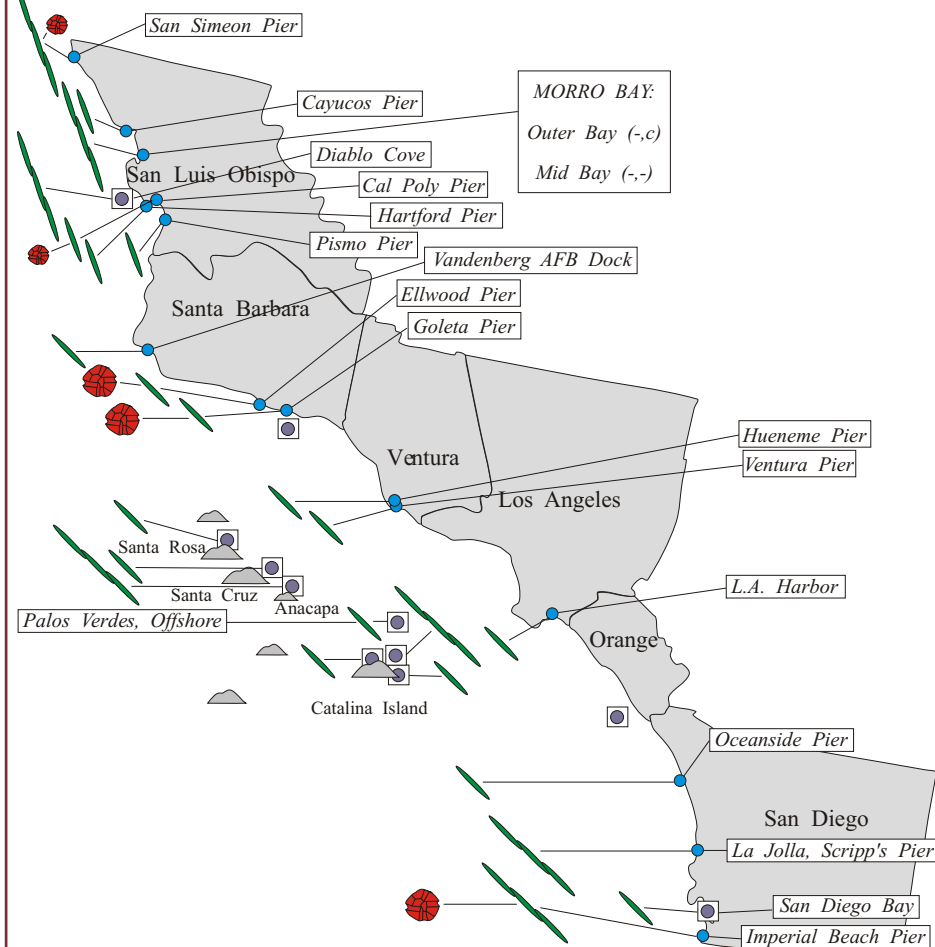 San Simeon Pier
Cayucos Pier
MORRO BAY:
Outer Bay (-,c)
Mid Bay (-,-)
Diablo Cove
San Luis Obispo
Cal Poly Pier
Hartford Pier
Pismo Pier
Vandenberg AFB Dock
Santa Barbara
Ellwood Pier
Goleta Pier
Hueneme Pier
Ventura
Ventura Pier
Los Angeles
Santa Rosa
Santa Cruz
Anacapa
L.A. Harbor
Palos Verdes, Offshore
Orange
Catalina Island
Oceanside Pier
San Diego
La Jolla, Scripp's Pier
San Diego Bay
Imperial Beach Pier